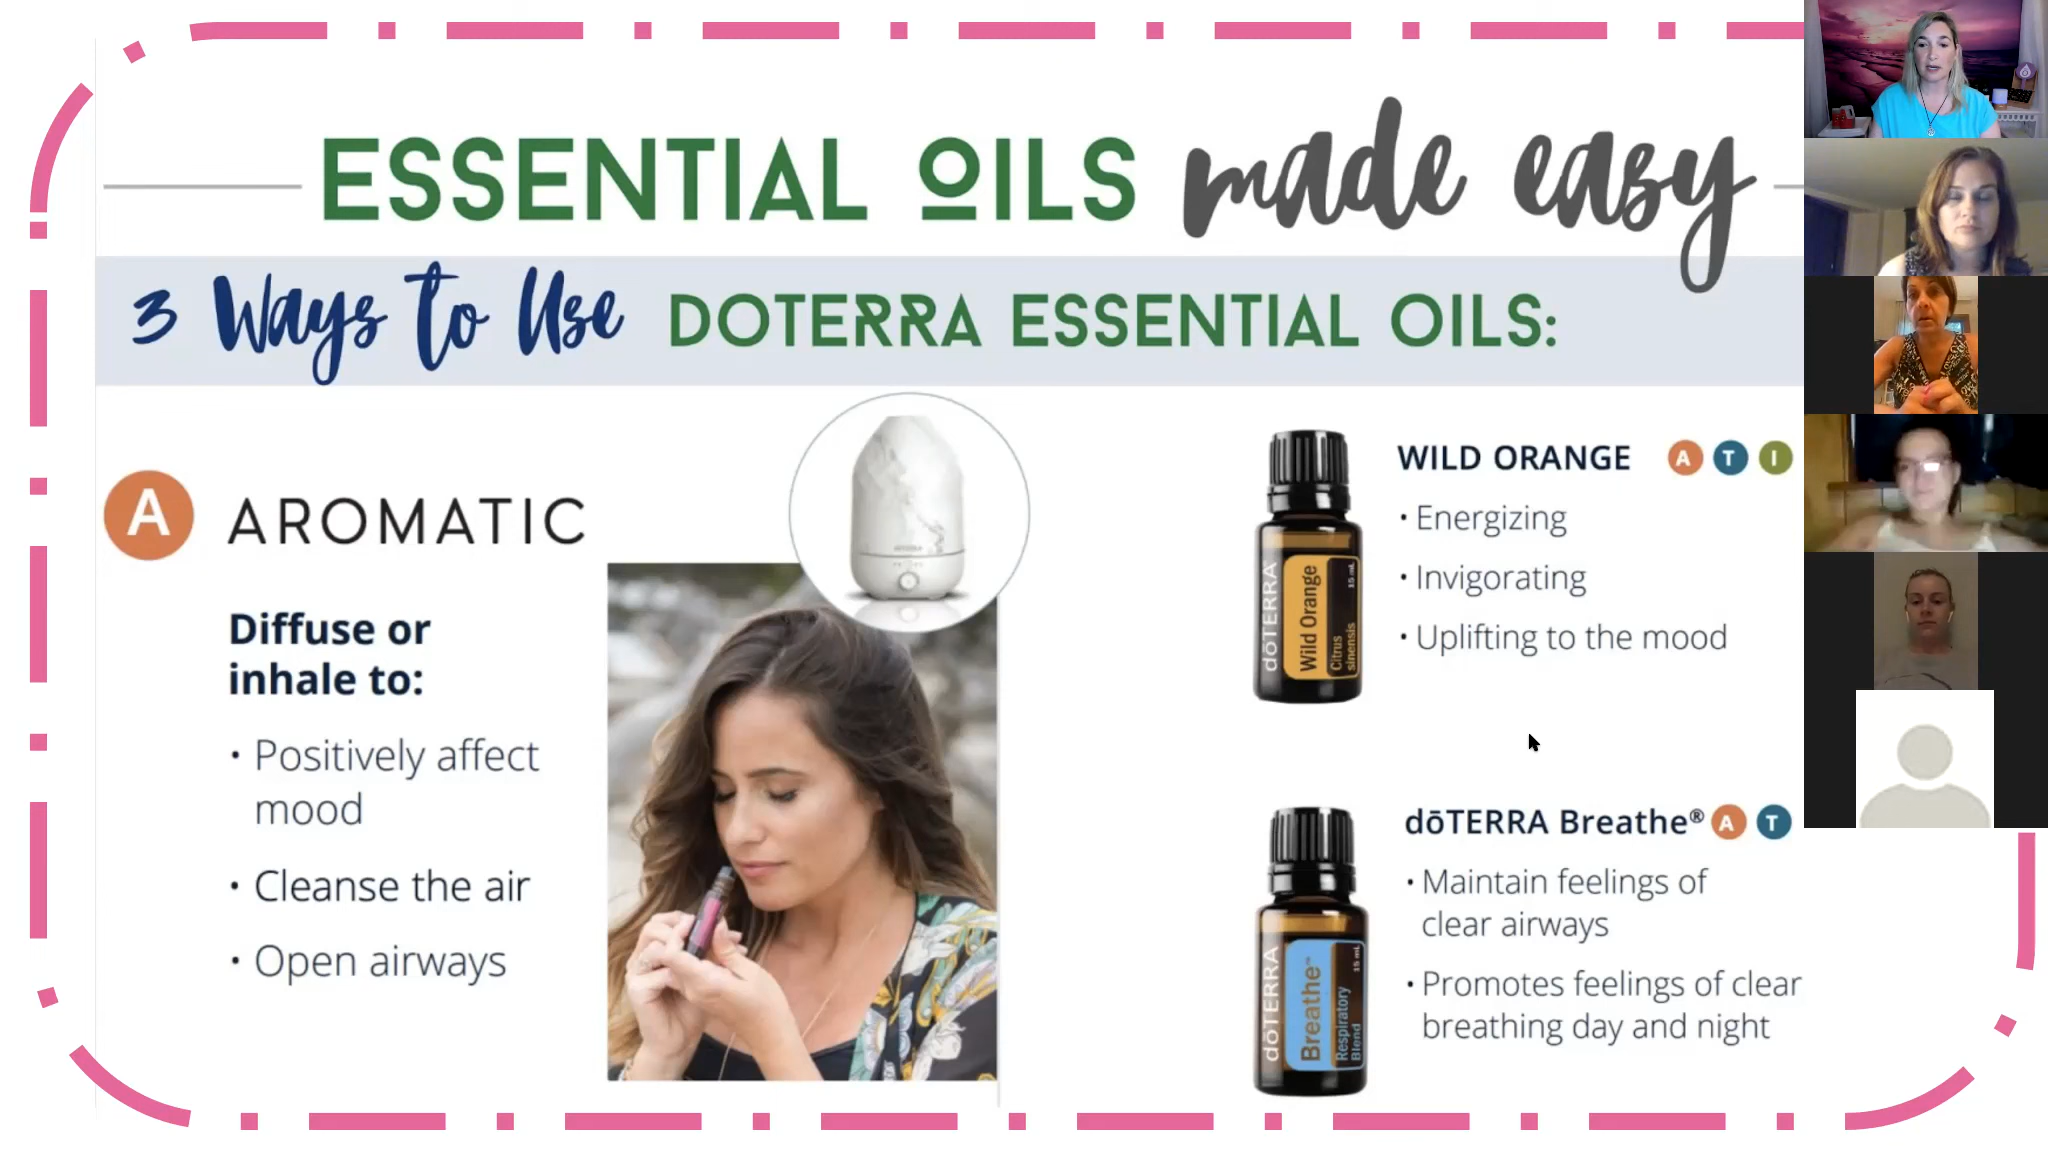 ESSENTIAL OILS made easy
3 Ways to Use DOTERRA ESSENTIAL OILS:
A AROMATIC
Diffuse or
inhale to:
• Positively affect
mood
• Cleanse the air
• Open airways
WILD ORANGE A T I
• Energizing
• Invigorating
• Uplifting to the mood
dōTERRA
Wild Orange
Citrus
sinensis
15 mL
dōTERRA Breathe® A T
• Maintain feelings of
clear airways
• Promotes feelings of clear
breathing day and night
dōTERRA
Breathe™
Respiratory
Blend
15 mL